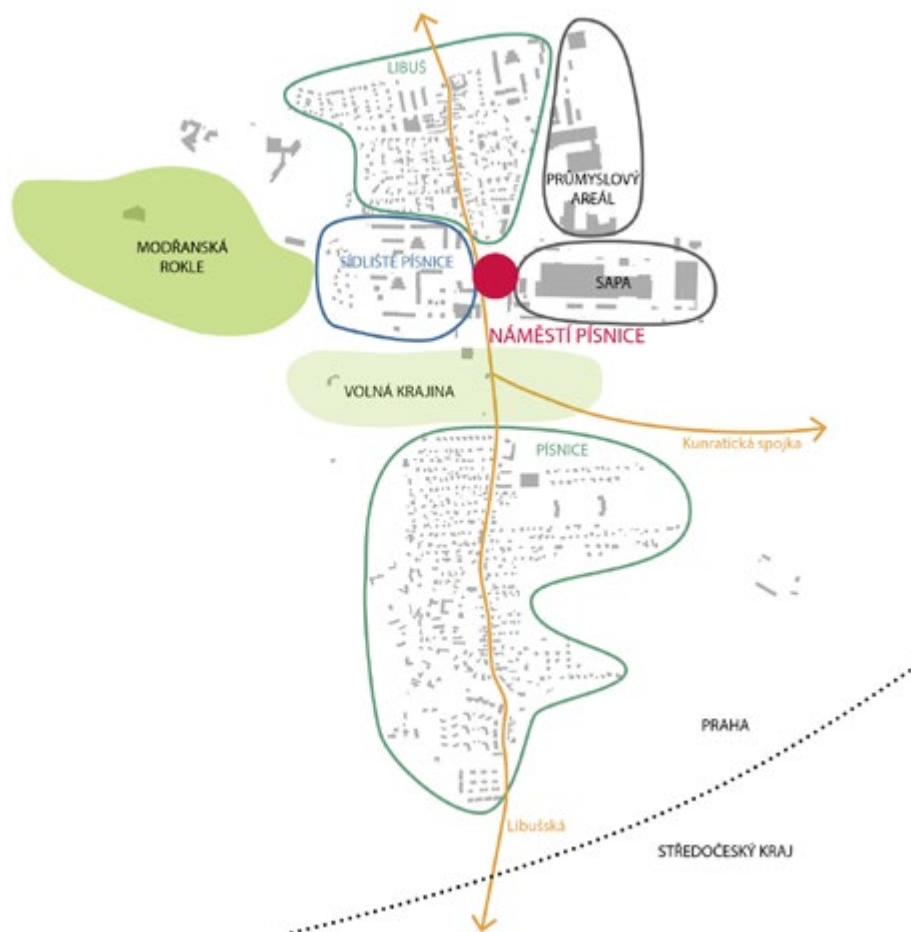 LIBUŠ
PRŮMYSLOVÝ
AREÁL
MODŘANSKÁ
ROKLE
SÍDLIŠTĚ PÍSNICE
SAPA
NÁMĚSTÍ PÍSNICE
VOLNÁ KRAJINA
Kunratická spojka
PÍSNICE
PRAHA
Libušská
STŘEDOČESKÝ KRAJ